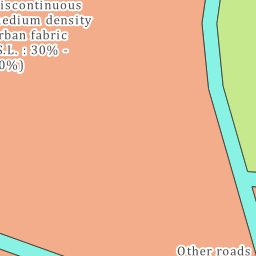 iscontinuous
edium density
rban fabric
S.L. : 30% -
0%)
Other roads